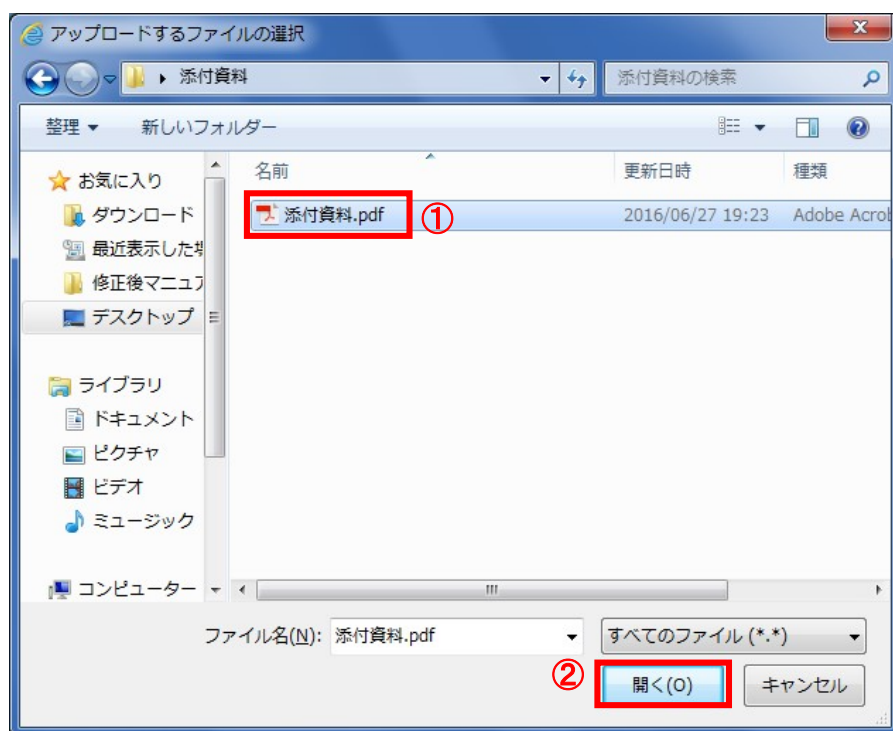 アップロードするファイルの選択
添付資料
添付資料の検索
整理
新しいフォルダー
名前
更新日時
種類
添付資料.pdf
①
2016/06/27 19:23
Adobe Acrob
お気に入り
ダウンロード
最近表示した場
修正後マニュア
デスクトップ
ライブラリ
ドキュメント
ピクチャ
ビデオ
ミュージック
コンピューター
ファイル名(N): 添付資料.pdf
すべてのファイル (*.*)
②
開く(O)
キャンセル